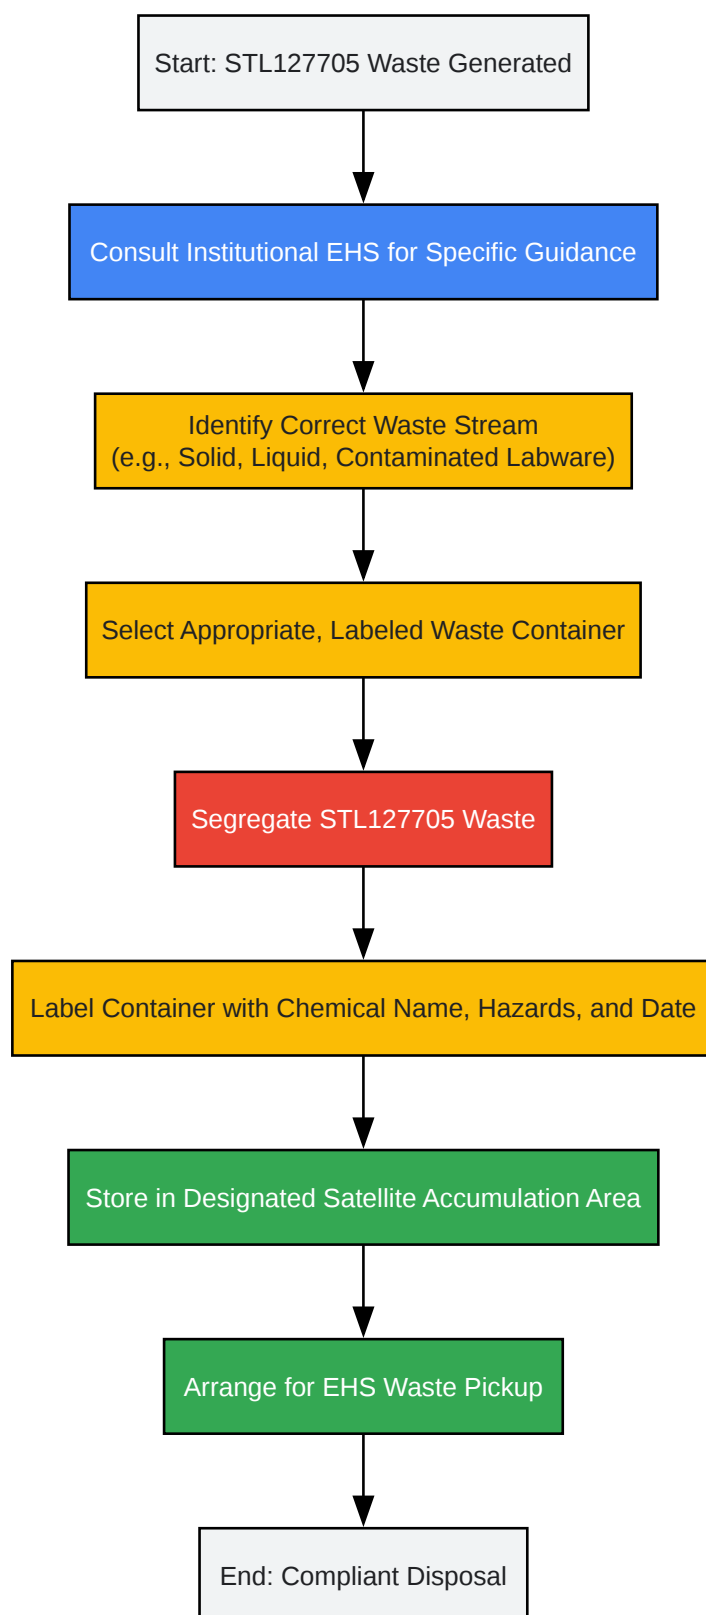 Start: STL127705 Waste Generated
Consult Institutional EHS for Specific Guidance
Identify Correct Waste Stream
(e.g., Solid, Liquid, Contaminated Labware)
Select Appropriate, Labeled Waste Container
Segregate STL127705 Waste
Label Container with Chemical Name, Hazards, and Date
Store in Designated Satellite Accumulation Area
Arrange for EHS Waste Pickup
End: Compliant Disposal